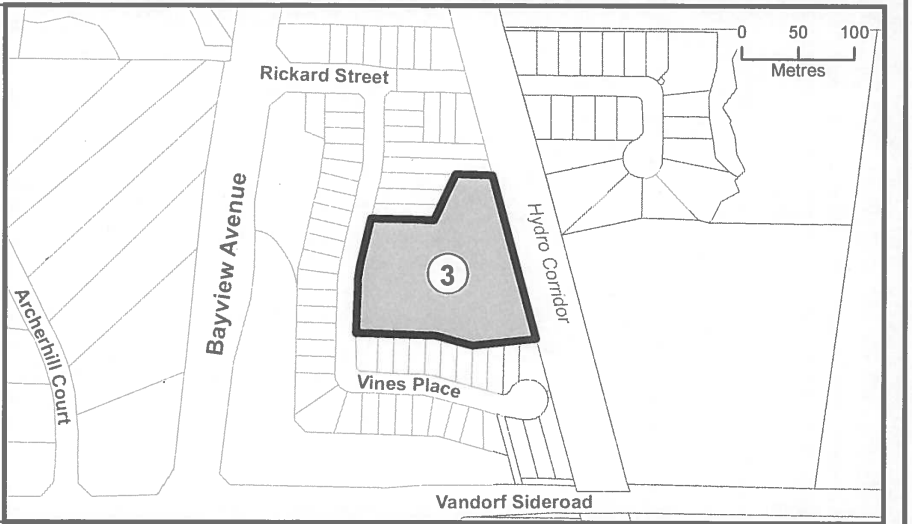 0 50 100
Metres
Rickard Street
Bayview Avenue
Hydro Corridor
3
Archerhill Court
Vines Place
Vandorf Sideroad